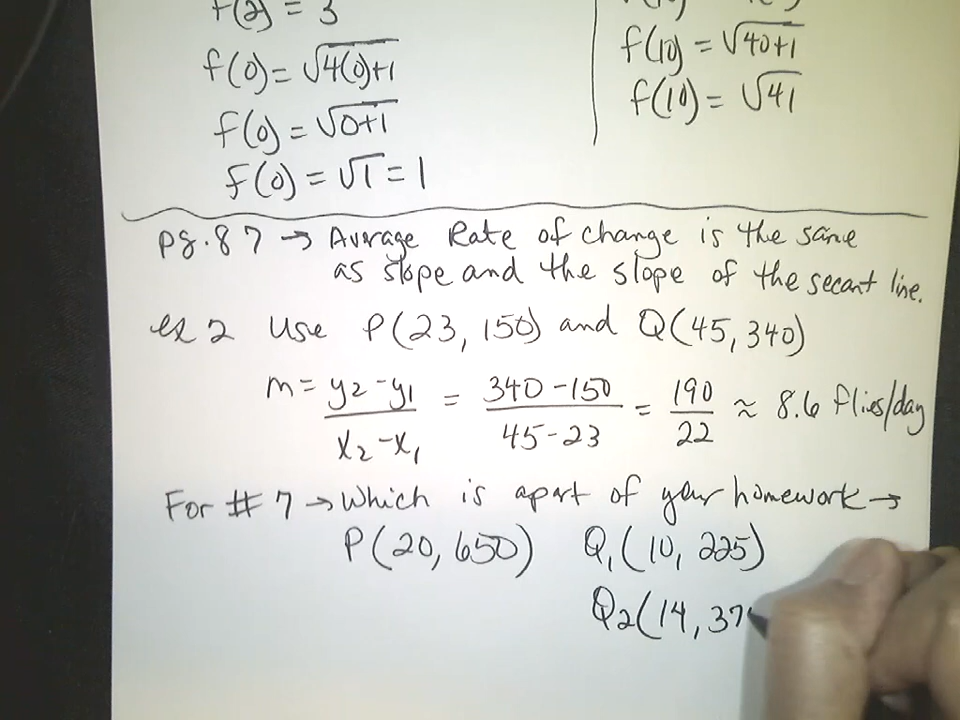 f(2) = 3
f(0) = √4(0)+1
f(0) = √0+1
f(0) = √1 = 1
f(10) = √40+1
f(10) = √41
pg. 87 → Average Rate of change is the same
as slope and the slope of the secant line.
ex 2 Use P(23, 150) and Q(45, 340)
m = y2-y1 / x2-x1 = 340-150 / 45-23 = 190 / 22 ≈ 8.6 flies/day
For # 7 → Which is apart of your homework →
P(20, 650) Q1(10, 225)
Q2(14, 37